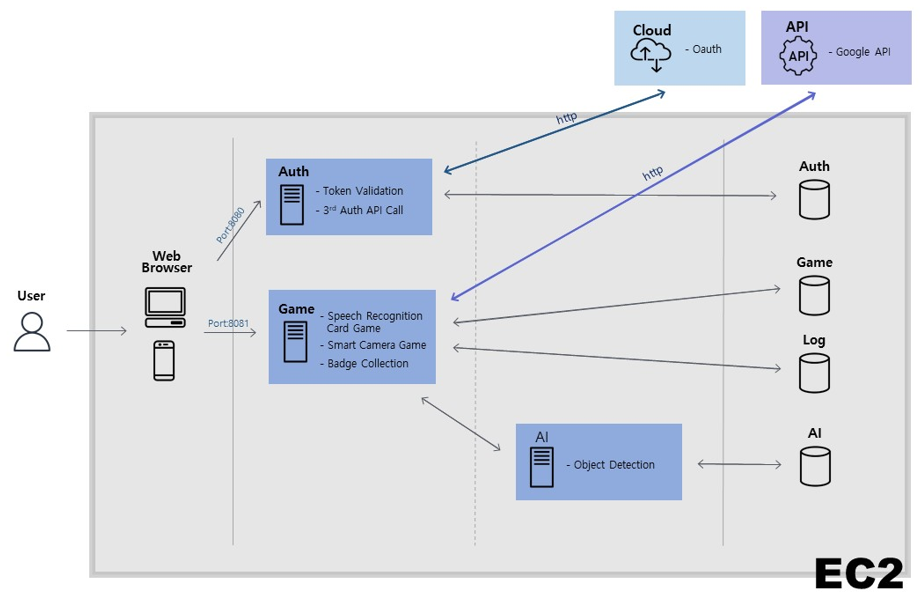 Cloud
- Oauth
API
API
- Google API
http
http
Auth
- Token Validation
- 3rd Auth API Call
Auth
Port:8080
Web
Browser
User
Port:8081
Game
- Speech Recognition
Card Game
- Smart Camera Game
- Badge Collection
Game
Log
AI
- Object Detection
AI
EC2